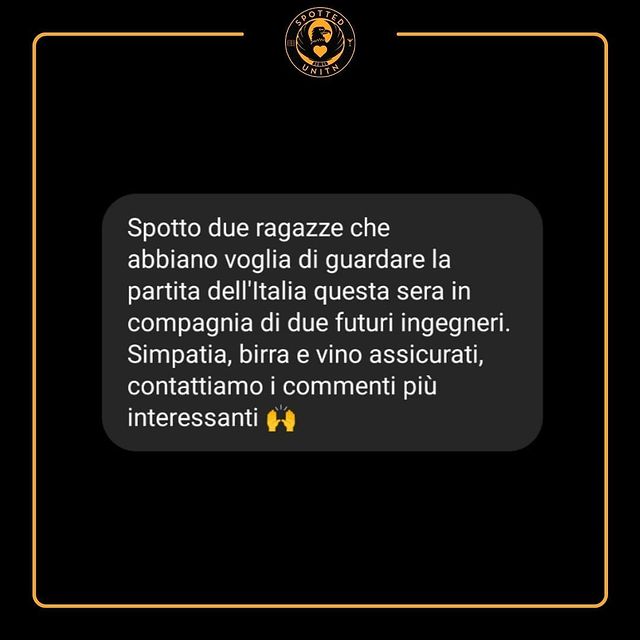 SPOTTED
UNITN
Spotto due ragazze che
abbiano voglia di guardare la
partita dell'Italia questa sera in
compagnia di due futuri ingegneri.
Simpatia, birra e vino assicurati,
contattiamo i commenti più
interessanti 🙌